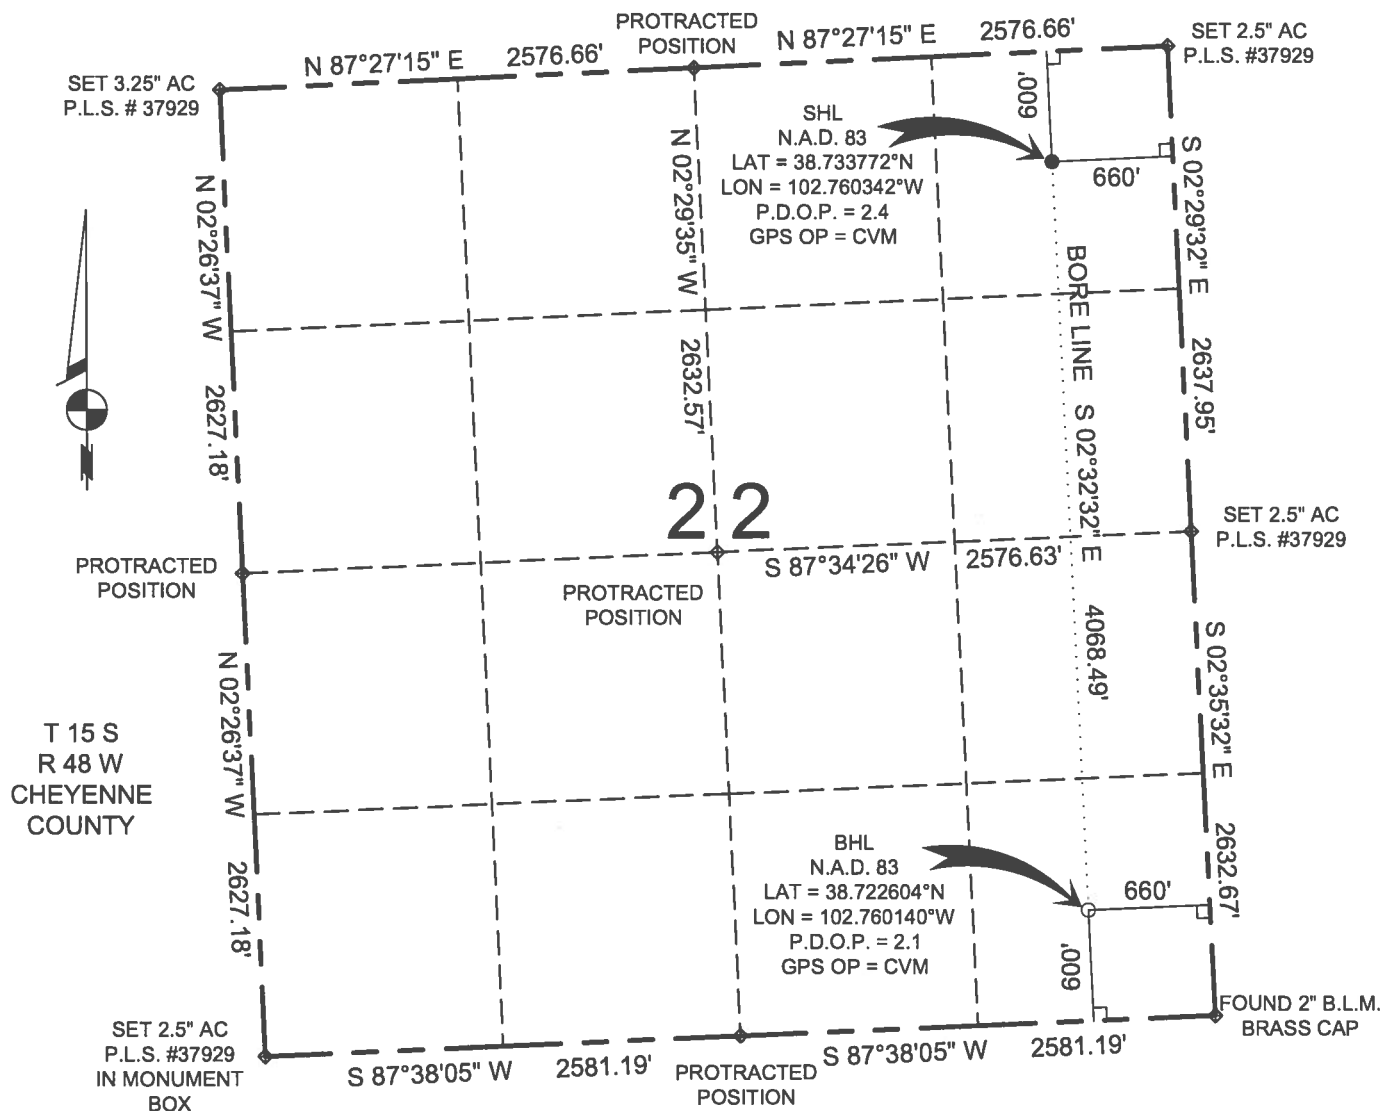 PROTRACTED
POSITION
N 87°27'15" E 2576.66'
N 87°27'15" E 2576.66'
SET 2.5" AC
P.L.S. #37929
SET 3.25" AC
P.L.S. # 37929
600'
SHL
N.A.D. 83
LAT = 38.733772°N
LON = 102.760342°W
P.D.O.P. = 2.4
GPS OP = CVM
660'
N 02°26'37" W 2627.18'
N 02°29'35" W 2632.57'
BORE LINE S 02°32'32" E 4068.49'
S 02°29'32" E 2637.95'
N
22
SET 2.5" AC
P.L.S. #37929
S 87°34'26" W 2576.63'
PROTRACTED
POSITION
PROTRACTED
POSITION
N 02°26'37" W 2627.18'
S 02°35'32" E 2632.67'
T 15 S
R 48 W
CHEYENNE
COUNTY
BHL
N.A.D. 83
LAT = 38.722604°N
LON = 102.760140°W
P.D.O.P. = 2.1
GPS OP = CVM
660'
600'
FOUND 2" B.L.M.
BRASS CAP
SET 2.5" AC
P.L.S. #37929
IN MONUMENT
BOX
S 87°38'05" W 2581.19'
PROTRACTED
POSITION
S 87°38'05" W 2581.19'